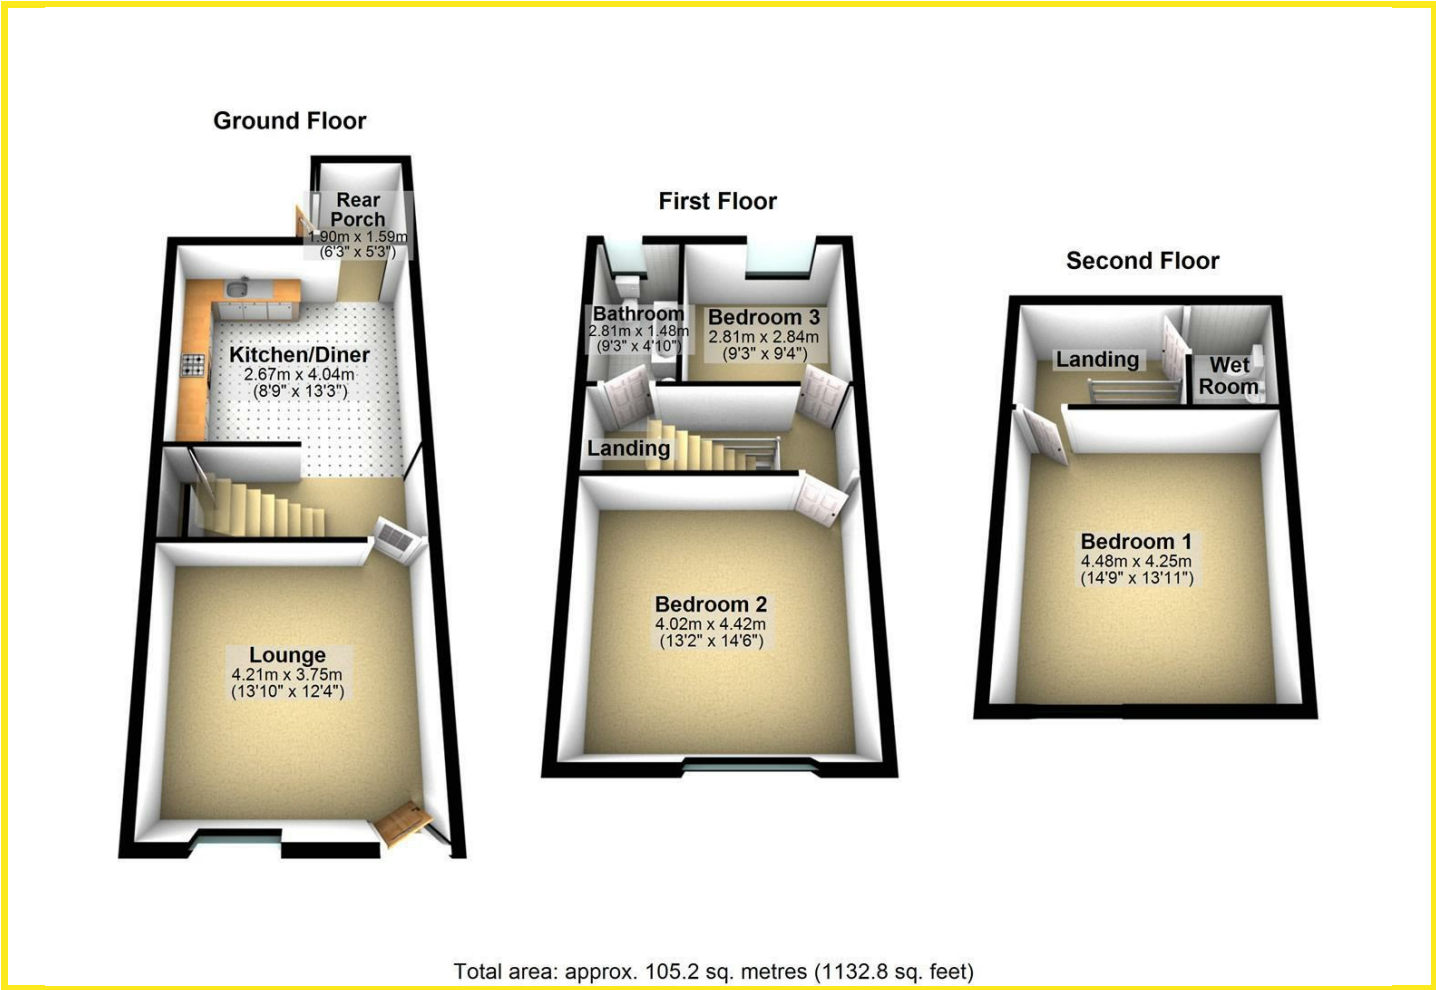 Ground Floor
Rear
Porch
1.90m x 1.59m
(6'3" x 5'3")
Kitchen/Diner
2.67m x 4.04m
(8'9" x 13'3")
Lounge
4.21m x 3.75m
(13'10" x 12'4")
First Floor
Bathroom
2.81m x 1.48m
(9'3" x 4'10")
Bedroom 3
2.81m x 2.84m
(9'3" x 9'4")
Landing
Bedroom 2
4.02m x 4.42m
(13'2" x 14'6")
Second Floor
Landing
Wet
Room
Bedroom 1
4.48m x 4.25m
(14'9" x 13'11")
Total area: approx. 105.2 sq. metres (1132.8 sq. feet)